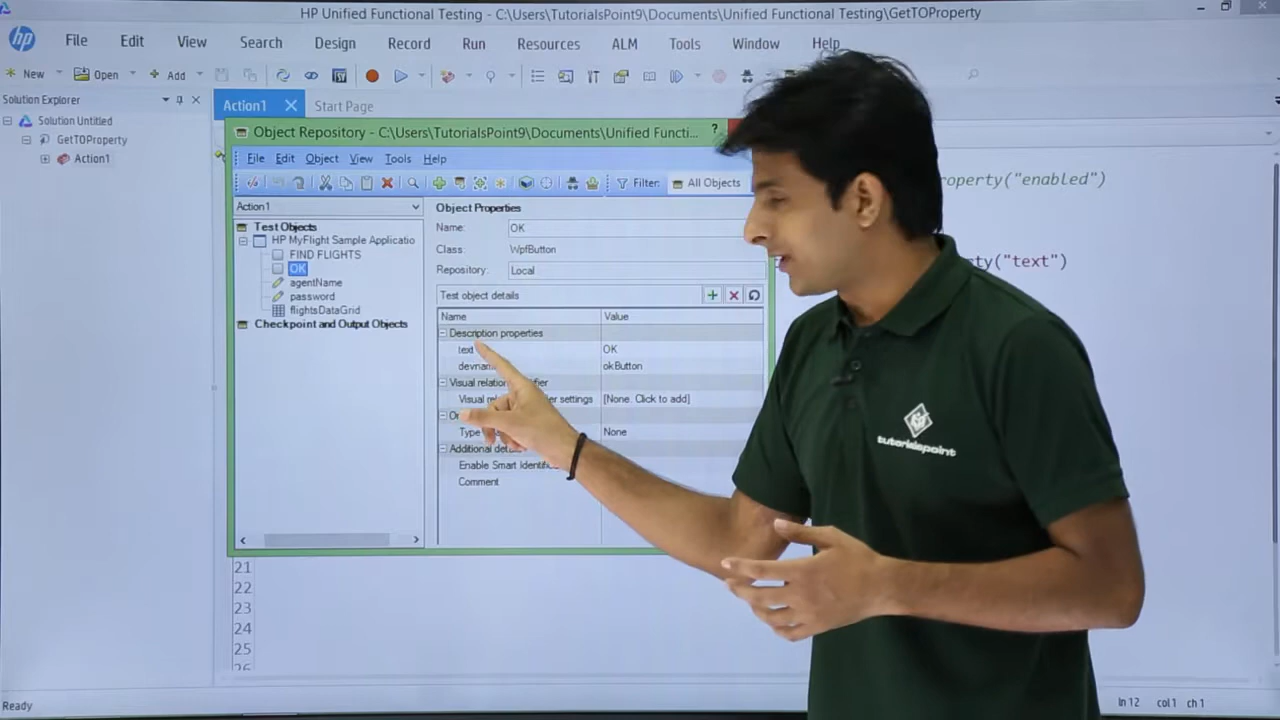 HP Unified Functional Testing - C:\Users\TutorialsPoint9\Documents\Unified Functional Testing\GetTOProperty
hp File Edit View Search Design Record Run Resources ALM Tools Window Help
New Open Add
Solution Explorer
Action1 Start Page
Solution Untitled
GetTOProperty
Action1
Object Repository - C:\Users\TutorialsPoint9\Documents\Unified Functi... ?
File Edit Object View Tools Help
Filter: All Objects
Action1
Test Objects
HP MyFlight Sample Applicatio
FIND FLIGHTS
OK
agentName
password
flightsDataGrid
Checkpoint and Output Objects
Object Properties
Name: OK
Class: WpfButton
Repository: Local
Test object details
Name Value
Description properties
text OK
okButton
Visual
Visual settings [None. Click to add]
Type None
Additional
Enable Smart
Comment
roperty("enabled")
ty("text")
tutorialspoint
21
22
23
24
25
26
Ready ln 12 col 1 ch 1